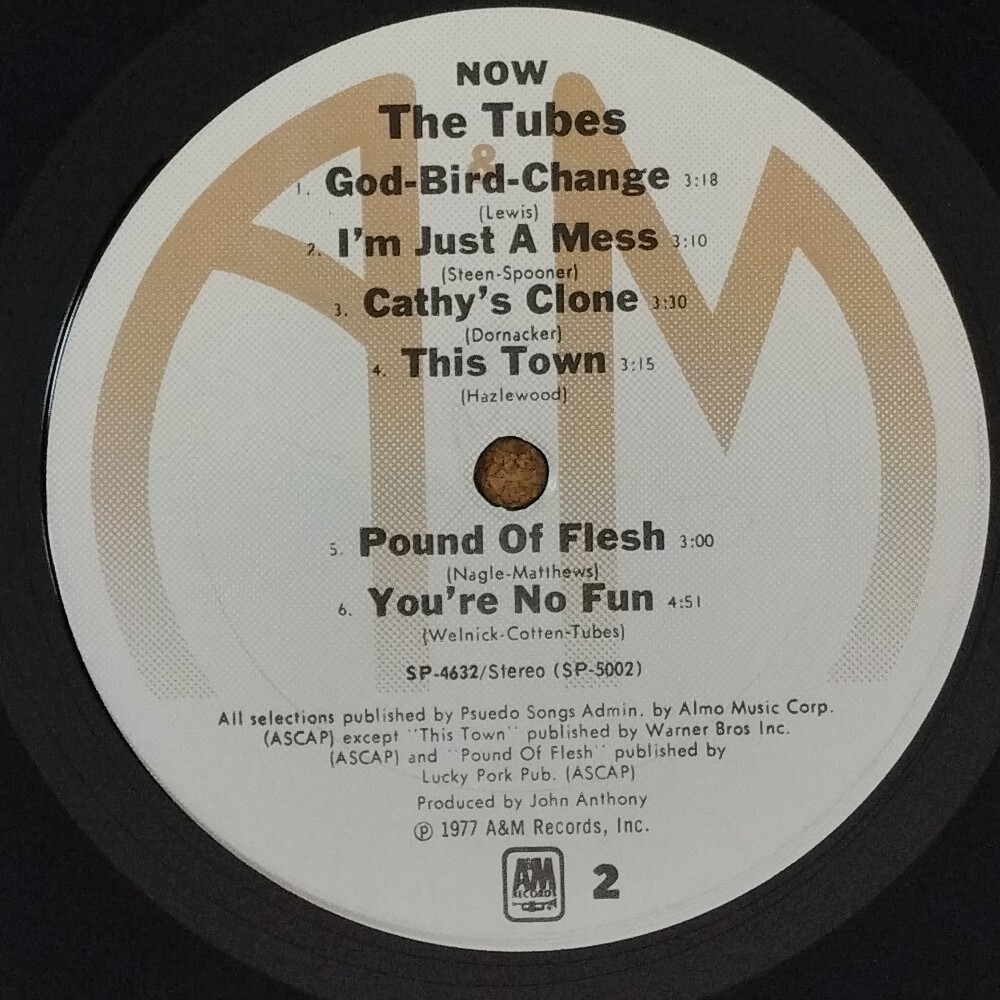 NOW
The Tubes
&
1. God-Bird-Change 3:18
(Lewis)
2. I'm Just A Mess 3:10
(Steen-Spooner)
3. Cathy's Clone 3:30
(Dornacker)
4. This Town 3:15
(Hazlewood)
5. Pound Of Flesh 3:00
(Nagle-Matthews)
6. You're No Fun 4:51
(Welnick-Cotten-Tubes)
SP-4632/Stereo (SP-5002)
All selections published by Psuedo Songs Admin. by Almo Music Corp.
(ASCAP) except "This Town" published by Warner Bros Inc.
(ASCAP) and "Pound Of Flesh" published by
Lucky Pork Pub. (ASCAP)
Produced by John Anthony
℗ 1977 A&M Records, Inc.
A&M RECORDS 2